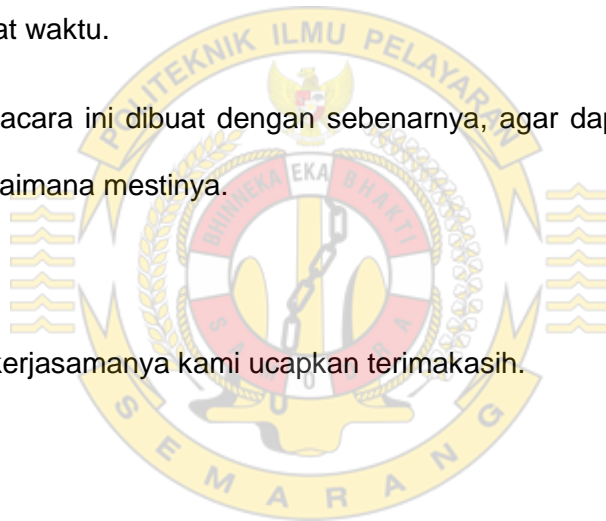 at waktu.
POLITEKNIK ILMU PELAYARAN
acara ini dibuat dengan sebenarnya, agar dap
aimana mestinya.
BHINNEKA EKA BHAKTI
kerjasamanya kami ucapkan terimakasih.
SEMARANG